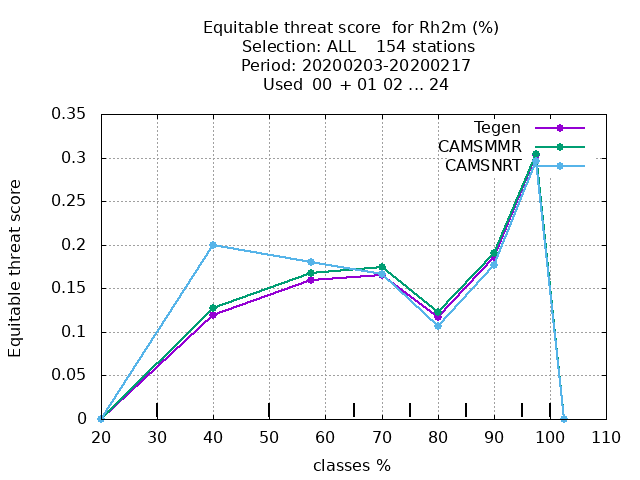 Equitable threat score  for Rh2m (%)
Selection: ALL    154 stations
Period: 20200203-20200217
Used  00 + 01 02 ... 24
Equitable threat score
0.35
0.3
0.25
0.2
0.15
0.1
0.05
0
Tegen
CAMSMMR
CAMSNRT
20 30 40 50 60 70 80 90 100 110
classes %